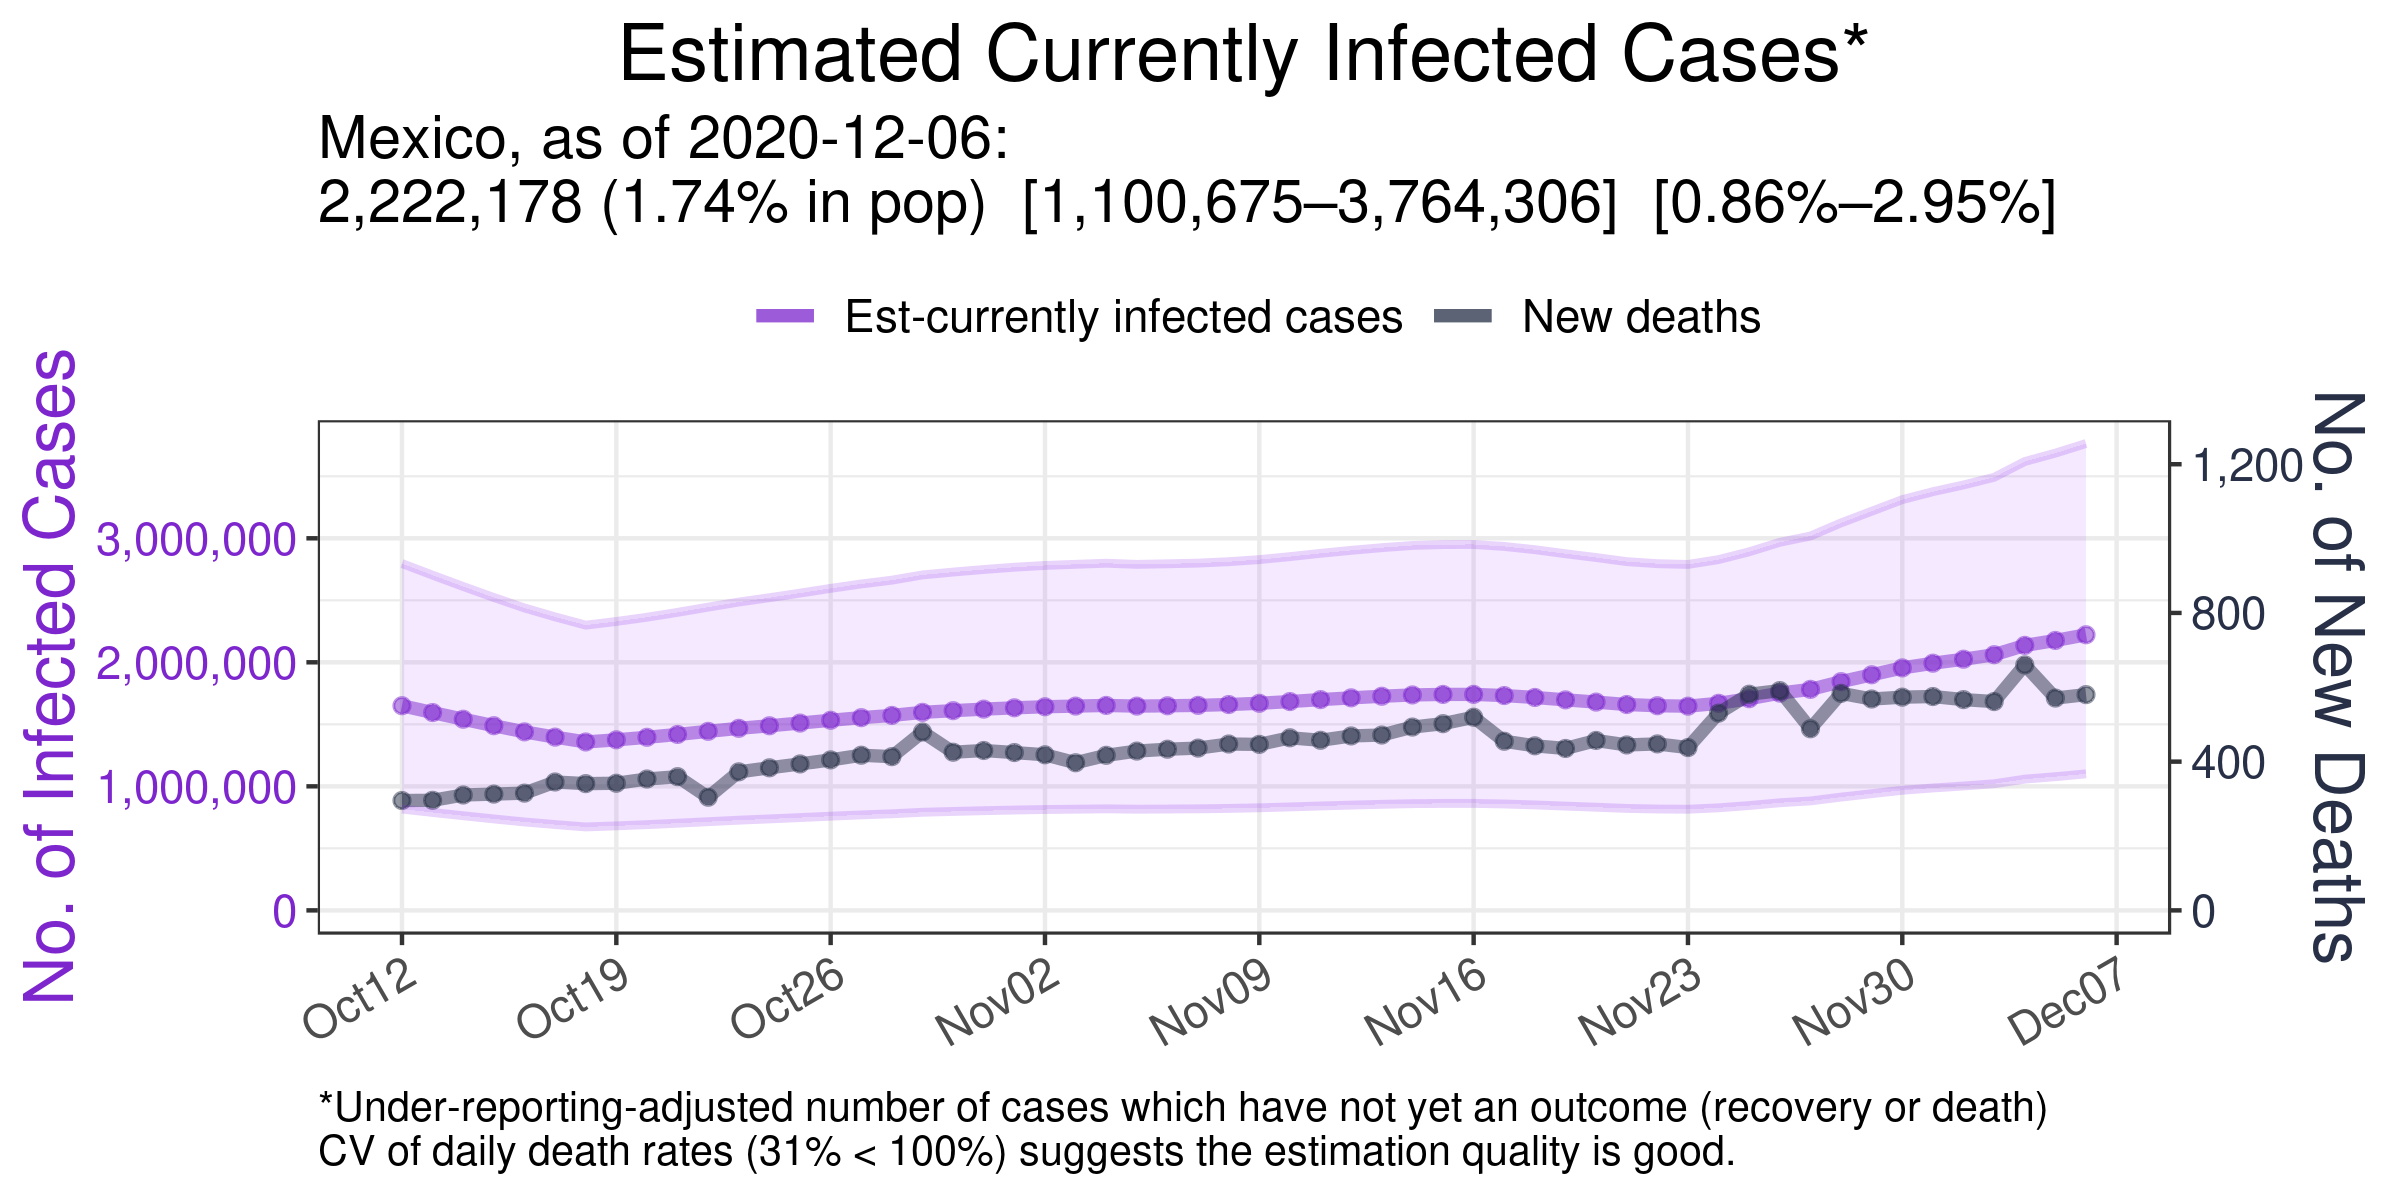 Estimated Currently Infected Cases*
Mexico, as of 2020-12-06:
2,222,178 (1.74% in pop)  [1,100,675–3,764,306]  [0.86%–2.95%]
Est-currently infected cases
New deaths
No. of Infected Cases
3,000,000
2,000,000
1,000,000
0
1,200
800
400
0
No. of New Deaths
Oct12
Oct19
Oct26
Nov02
Nov09
Nov16
Nov23
Nov30
Dec07
*Under-reporting-adjusted number of cases which have not yet an outcome (recovery or death)
CV of daily death rates (31% < 100%) suggests the estimation quality is good.